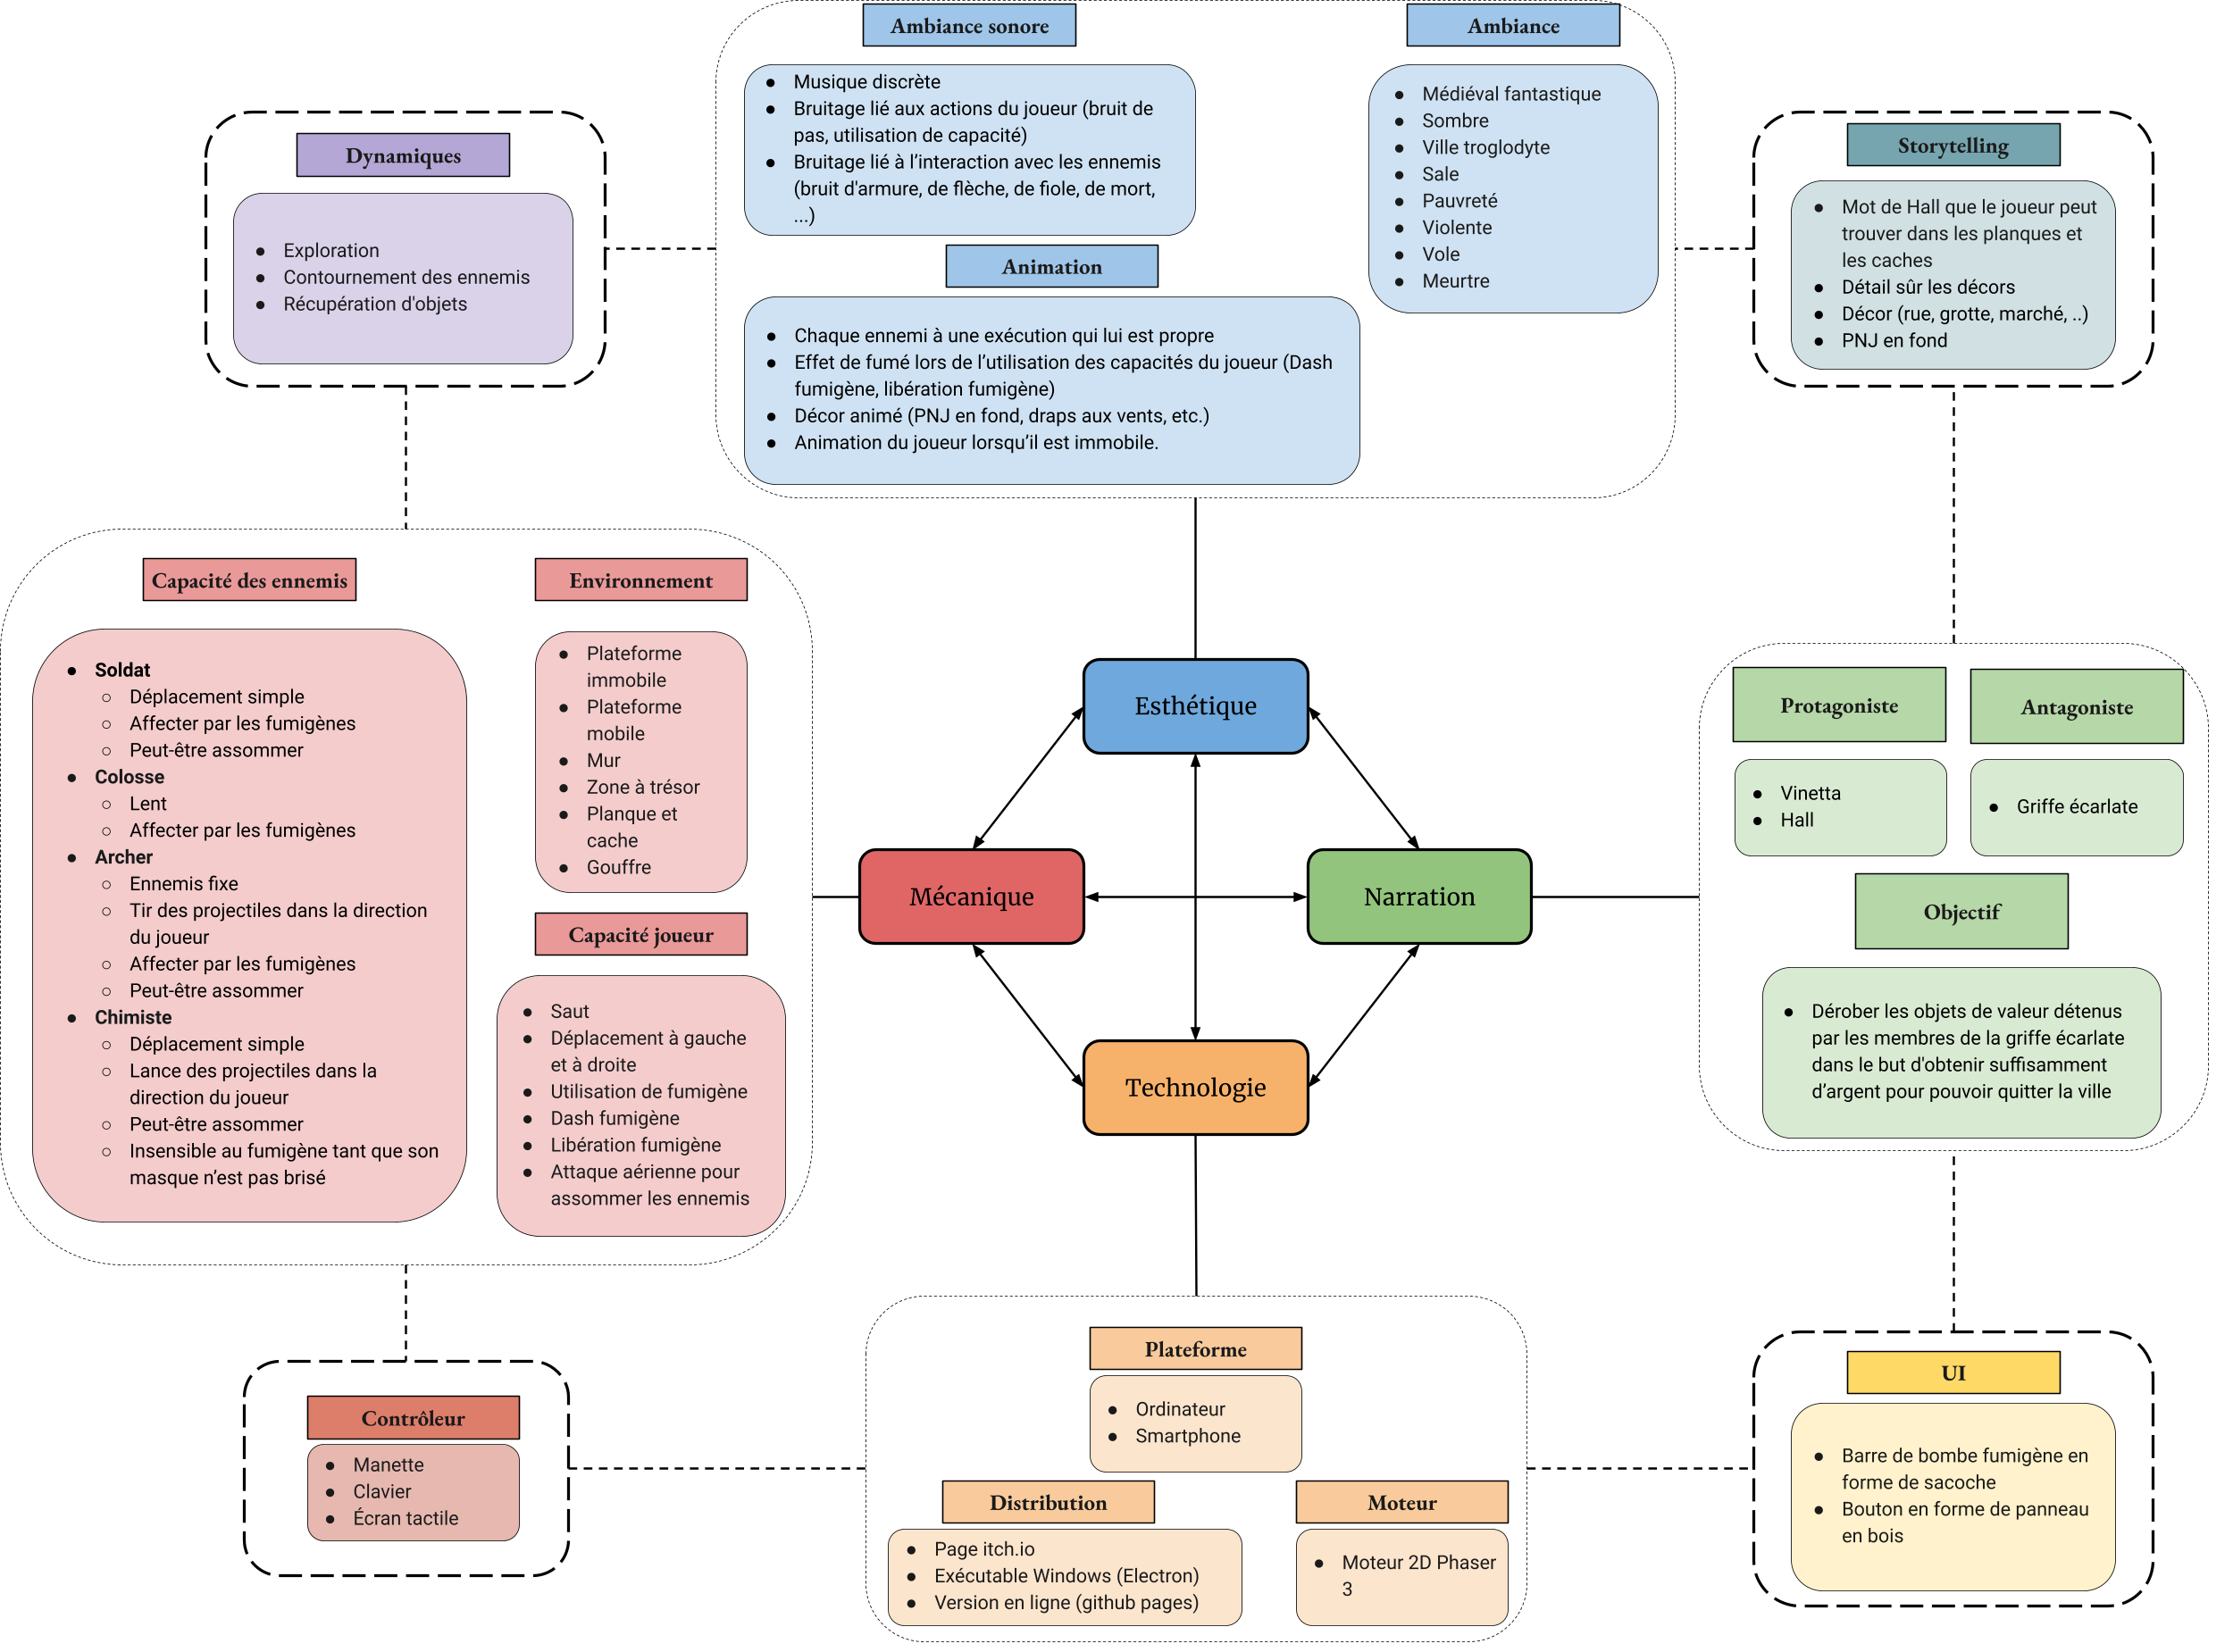 Ambiance sonore
● Musique discrète
● Bruitage lié aux actions du joueur (bruit de
pas, utilisation de capacité)
● Bruitage lié à l’interaction avec les ennemis
(bruit d'armure, de flèche, de fiole, de mort,
...)
Ambiance
● Médiéval fantastique
● Sombre
● Ville troglodyte
● Sale
● Pauvreté
● Violente
● Vole
● Meurtre
Animation
● Chaque ennemi à une exécution qui lui est propre
● Effet de fumé lors de l’utilisation des capacités du joueur (Dash
fumigène, libération fumigène)
● Décor animé (PNJ en fond, draps aux vents, etc.)
● Animation du joueur lorsqu’il est immobile.
Dynamiques
● Exploration
● Contournement des ennemis
● Récupération d'objets
Storytelling
● Mot de Hall que le joueur peut
trouver dans les planques et
les caches
● Détail sûr les décors
● Décor (rue, grotte, marché, ..)
● PNJ en fond
Capacité des ennemis
● Soldat
○ Déplacement simple
○ Affecter par les fumigènes
○ Peut-être assommer
● Colosse
○ Lent
○ Affecter par les fumigènes
● Archer
○ Ennemis fixe
○ Tir des projectiles dans la direction
du joueur
○ Affecter par les fumigènes
○ Peut-être assommer
● Chimiste
○ Déplacement simple
○ Lance des projectiles dans la
direction du joueur
○ Peut-être assommer
○ Insensible au fumigène tant que son
masque n’est pas brisé
Environnement
● Plateforme
immobile
● Plateforme
mobile
● Mur
● Zone à trésor
● Planque et
cache
● Gouffre
Capacité joueur
● Saut
● Déplacement à gauche
et à droite
● Utilisation de fumigène
● Dash fumigène
● Libération fumigène
● Attaque aérienne pour
assommer les ennemis
Esthétique
Mécanique
Narration
Technologie
Protagoniste
● Vinetta
● Hall
Antagoniste
● Griffe écarlate
Objectif
● Dérober les objets de valeur détenus
par les membres de la griffe écarlate
dans le but d'obtenir suffisamment
d’argent pour pouvoir quitter la ville
Contrôleur
● Manette
● Clavier
● Écran tactile
Plateforme
● Ordinateur
● Smartphone
Distribution
● Page itch.io
● Exécutable Windows (Electron)
● Version en ligne (github pages)
Moteur
● Moteur 2D Phaser
3
UI
● Barre de bombe fumigène en
forme de sacoche
● Bouton en forme de panneau
en bois